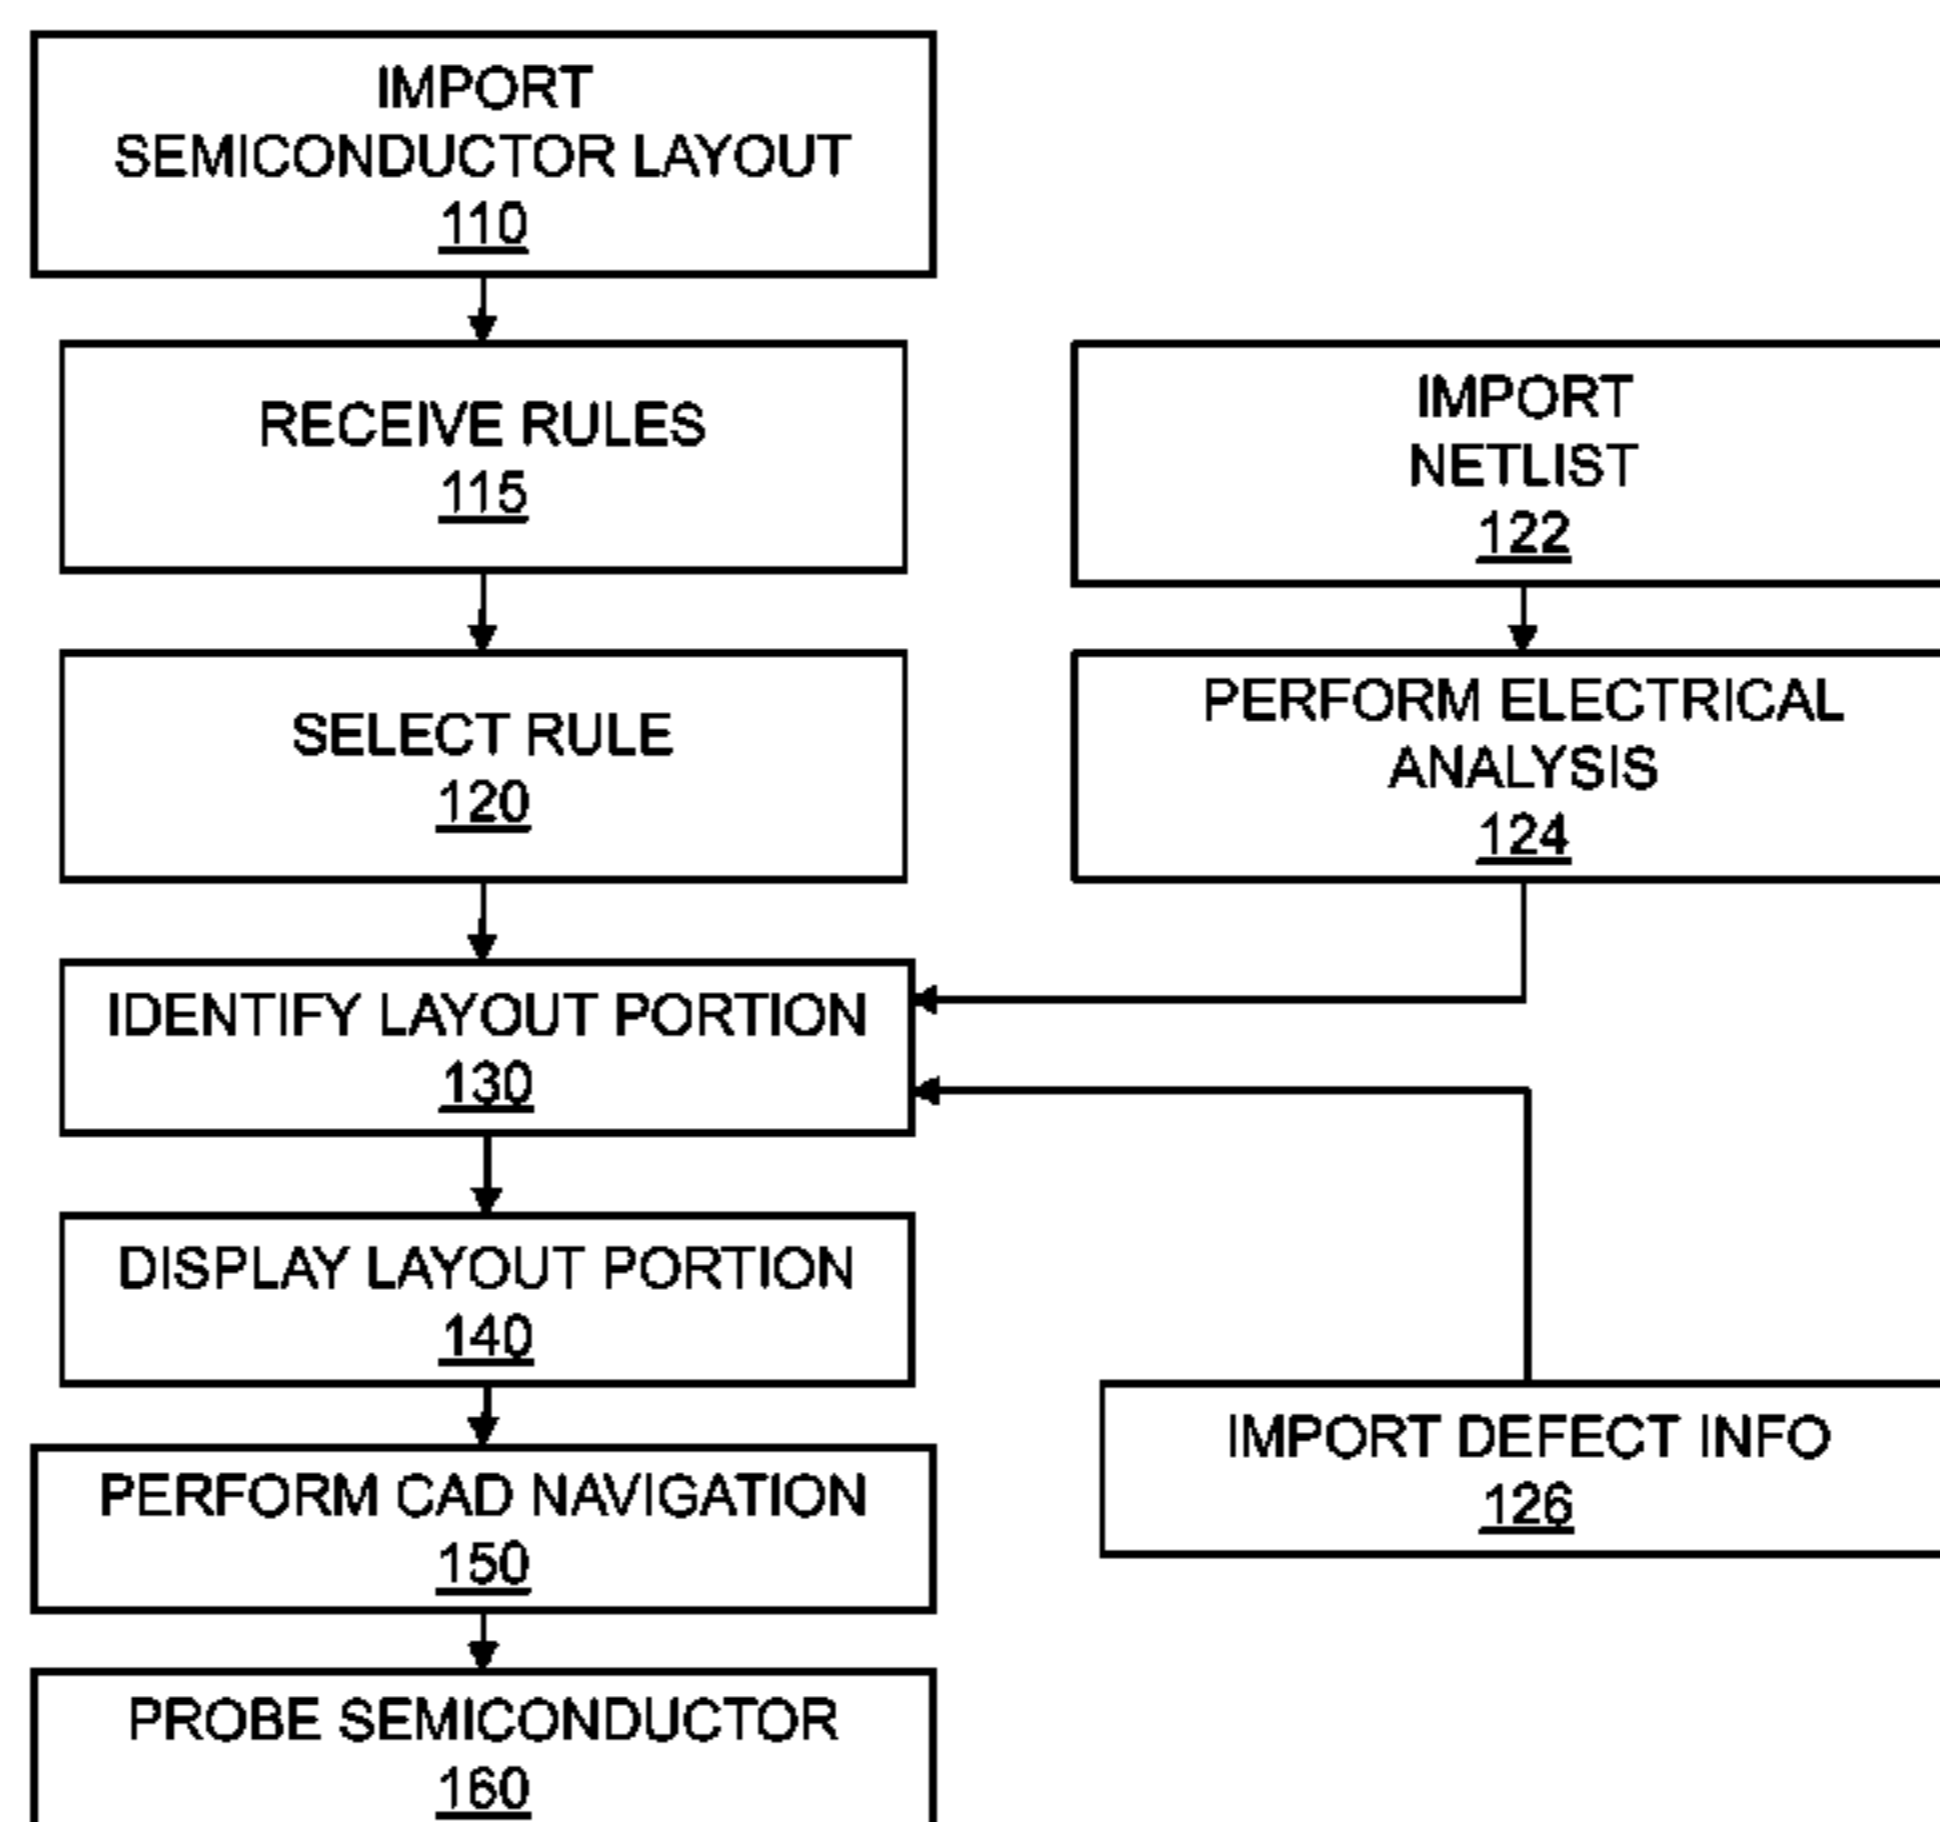 IMPORT
SEMICONDUCTOR LAYOUT
110
RECEIVE RULES
115
SELECT RULE
120
IMPORT
NETLIST
122
PERFORM ELECTRICAL
ANALYSIS
124
IDENTIFY LAYOUT PORTION
130
DISPLAY LAYOUT PORTION
140
IMPORT DEFECT INFO
126
PERFORM CAD NAVIGATION
150
PROBE SEMICONDUCTOR
160